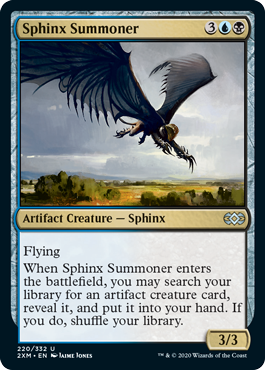 Sphinx Summoner 3
Artifact Creature — Sphinx
Flying
When Sphinx Summoner enters
the battlefield, you may search your
library for an artifact creature card,
reveal it, and put it into your hand. If
you do, shuffle your library.
3/3
220/332 U
2XM • EN Jaime Jones
™ & © 2020 Wizards of the Coast